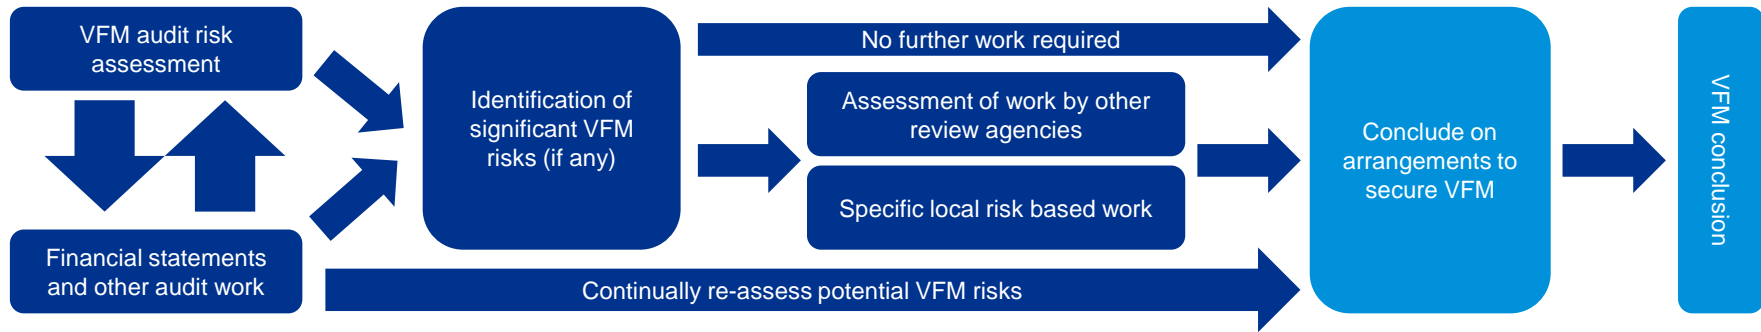 VFM audit risk
assessment
Financial statements
and other audit work
Identification of
significant VFM
risks (if any)
No further work required
Assessment of work by other
review agencies
Specific local risk based work
Continually re-assess potential VFM risks
Conclude on
arrangements to
secure VFM
VFM conclusion